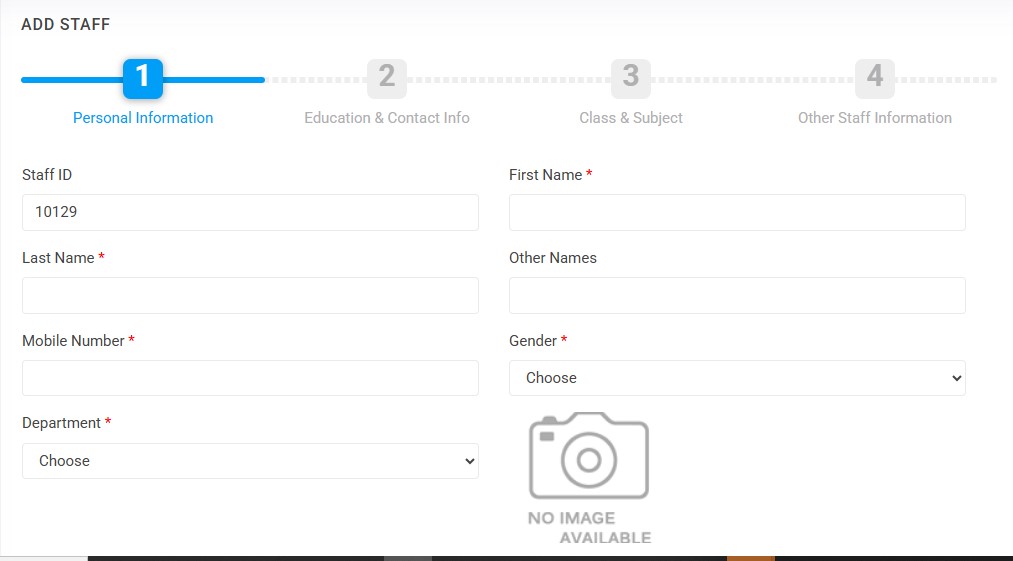 ADD STAFF
1 2 3 4
Personal Information Education & Contact Info Class & Subject Other Staff Information
Staff ID First Name *
10129
Last Name * Other Names
Mobile Number * Gender *
Choose
Department *
Choose
NO IMAGE
AVAILABLE